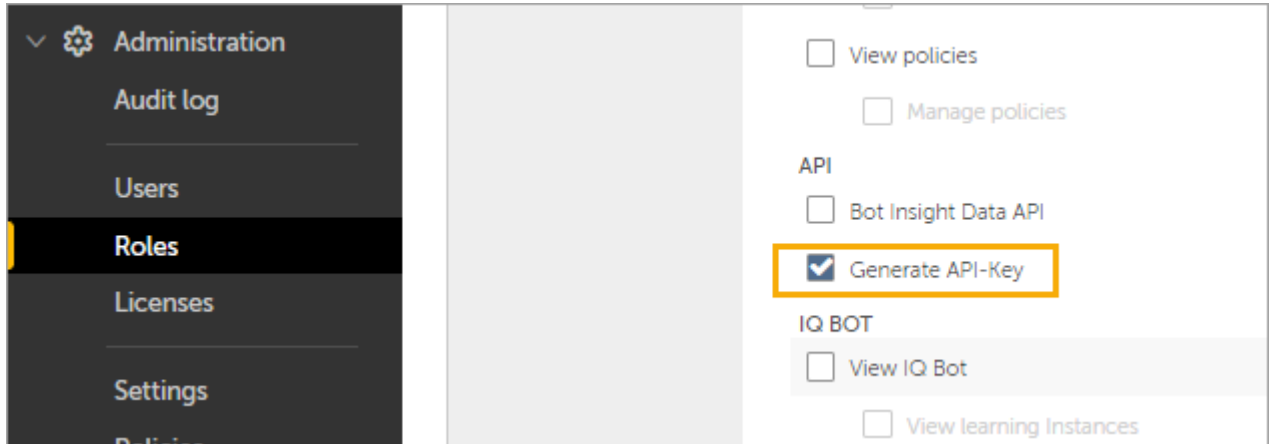 Administration
Audit log
Users
Roles
Licenses
Settings
View policies
Manage policies
API
Bot Insight Data API
Generate API-Key
IQ BOT
View IQ Bot
View learning Instances